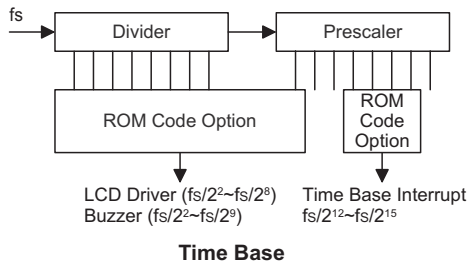 fs
Divider
Prescaler
ROM Code Option
ROM
Code
Option
LCD Driver (fs/2²~fs/2⁸)
Buzzer (fs/2²~fs/2⁹)
Time Base Interrupt
fs/2¹²~fs/2¹⁵
Time Base